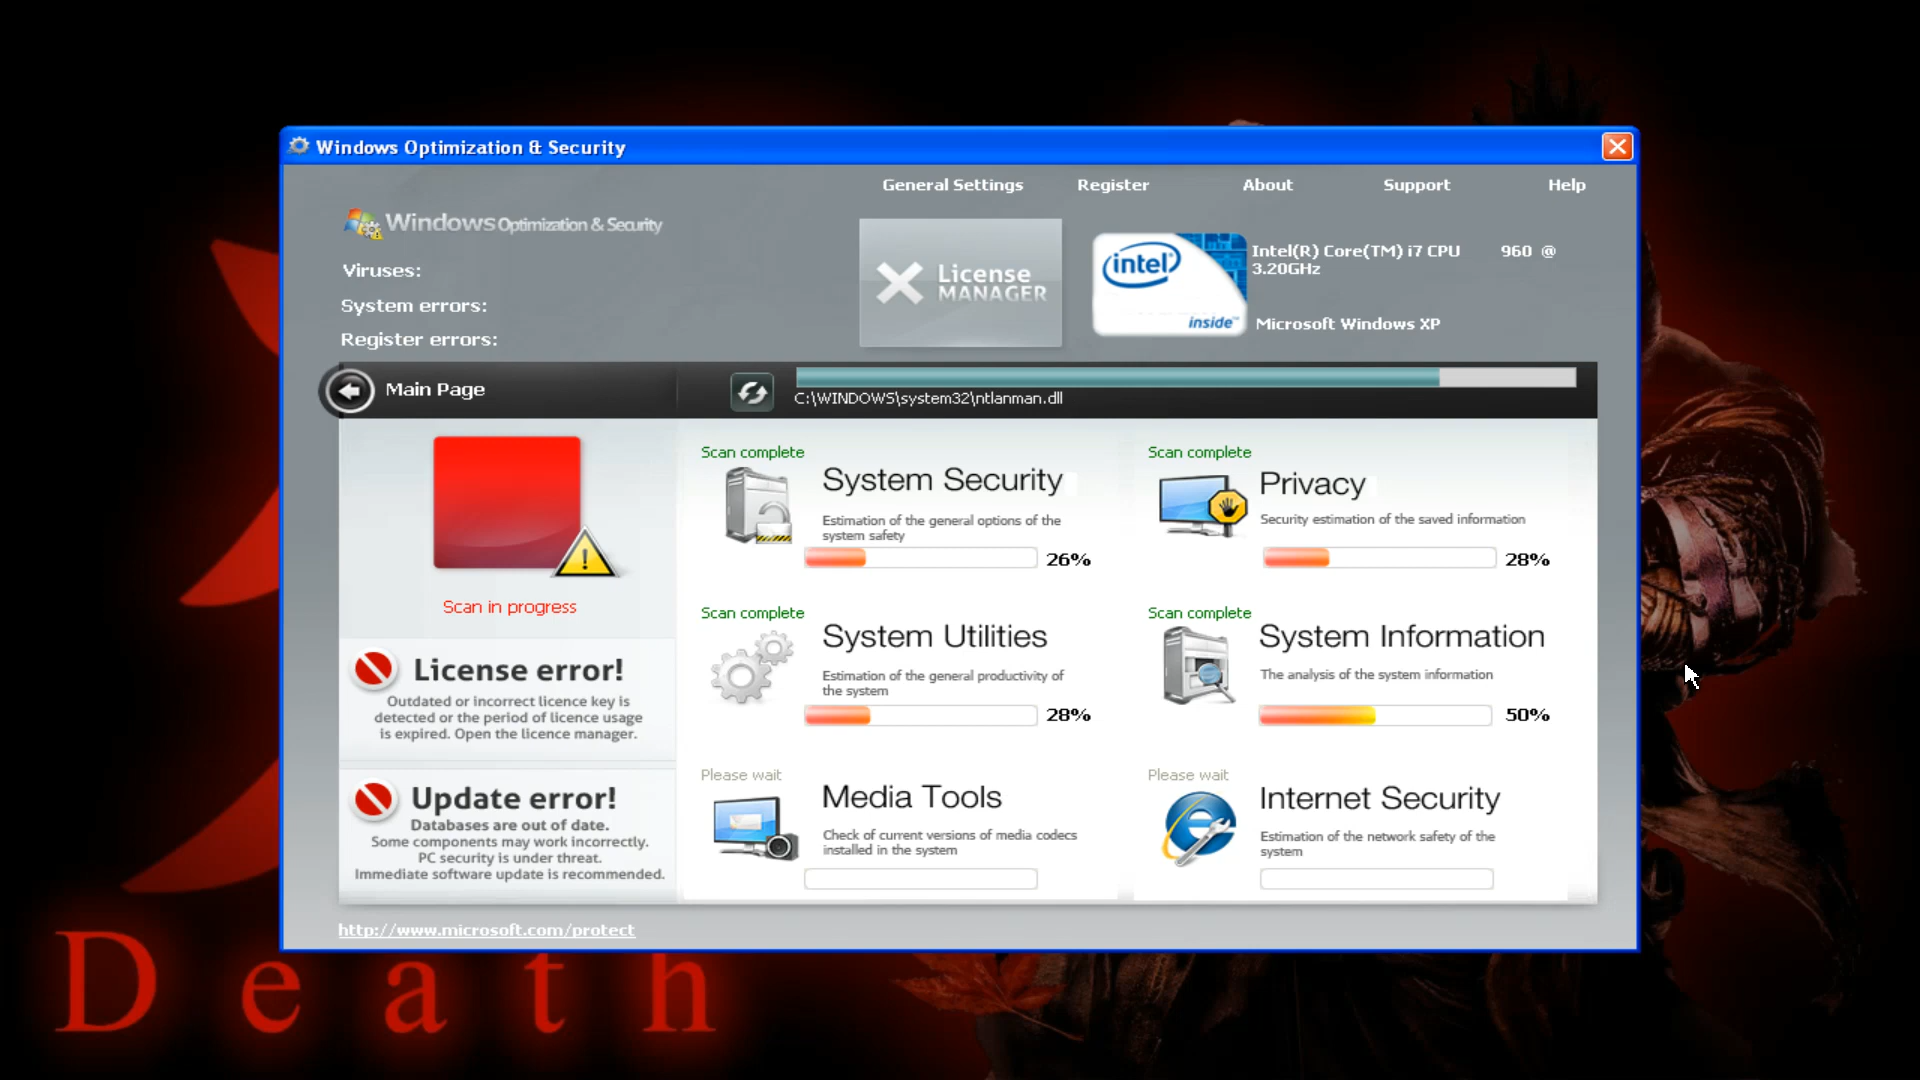 Windows Optimization & Security
General Settings Register About Support Help
Windows Optimization & Security
Viruses:
System errors:
Register errors:
License
MANAGER
intel
inside™
Intel(R) Core(TM) i7 CPU 960 @
3.20GHz
Microsoft Windows XP
Main Page
C:\WINDOWS\system32\ntlanman.dll
Scan in progress
License error!
Outdated or incorrect licence key is
detected or the period of licence usage
is expired. Open the licence manager.
Update error!
Databases are out of date.
Some components may work incorrectly.
PC security is under threat.
Immediate software update is recommended.
Scan complete
System Security
Estimation of the general options of the
system safety
26%
Scan complete
Privacy
Security estimation of the saved information
28%
Scan complete
System Utilities
Estimation of the general productivity of
the system
28%
Scan complete
System Information
The analysis of the system information
50%
Please wait
Media Tools
Check of current versions of media codecs
installed in the system
Please wait
Internet Security
Estimation of the network safety of the
system
http://www.microsoft.com/protect
Death